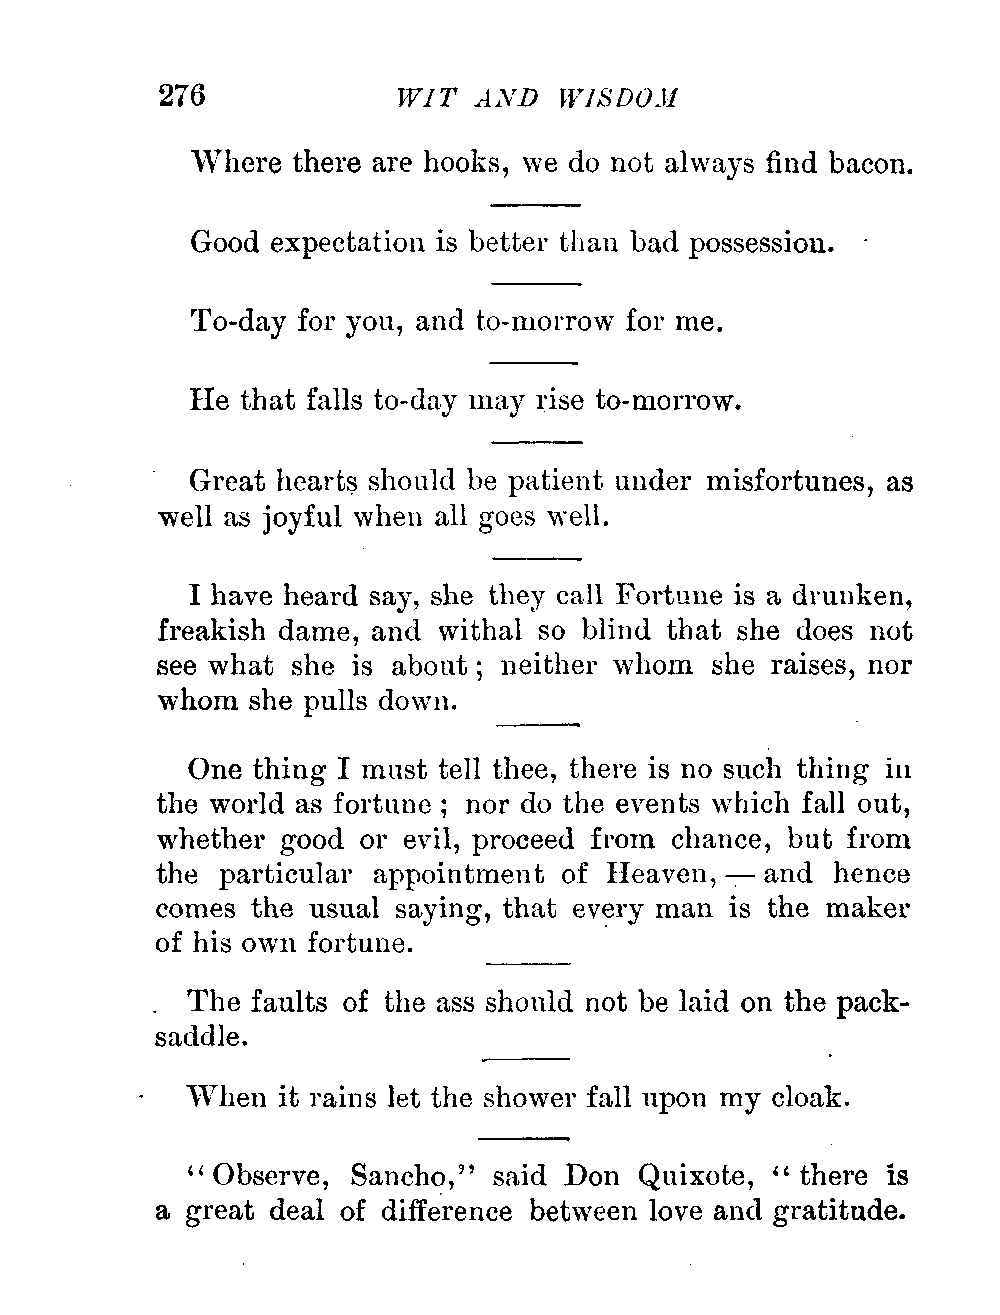 276 WIT AND WISDOM
Where there are hooks, we do not always find bacon.
Good expectation is better than bad possession.
To-day for you, and to-morrow for me.
He that falls to-day may rise to-morrow.
Great hearts should be patient under misfortunes, as
well as joyful when all goes well.
I have heard say, she they call Fortune is a drunken,
freakish dame, and withal so blind that she does not
see what she is about; neither whom she raises, nor
whom she pulls down.
One thing I must tell thee, there is no such thing in
the world as fortune; nor do the events which fall out,
whether good or evil, proceed from chance, but from
the particular appointment of Heaven, — and hence
comes the usual saying, that every man is the maker
of his own fortune.
The faults of the ass should not be laid on the pack-
saddle.
When it rains let the shower fall upon my cloak.
"Observe, Sancho," said Don Quixote, "there is
a great deal of difference between love and gratitude.